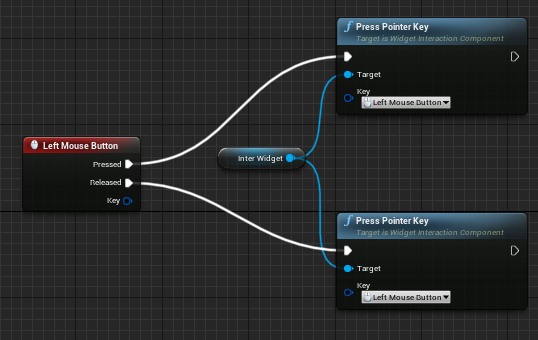 Press Pointer Key
Target is Widget Interaction Component
Target
Key
Left Mouse Button
Left Mouse Button
Pressed
Released
Key
Inter Widget
Press Pointer Key
Target is Widget Interaction Component
Target
Key
Left Mouse Button